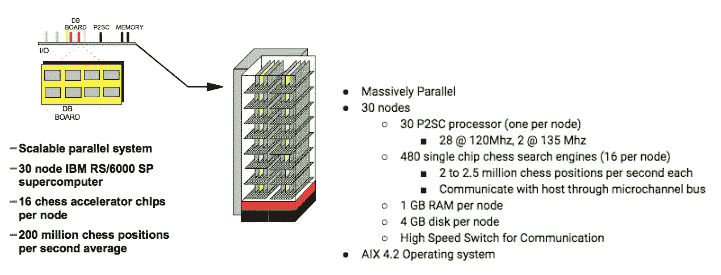 DB
BOARD
P2SC
MEMORY
I/O
DB
BOARD
– Scalable parallel system
– 30 node IBM RS/6000 SP
supercomputer
– 16 chess accelerator chips
per node
– 200 million chess positions
per second average
● Massively Parallel
● 30 nodes
○ 30 P2SC processor (one per node)
■ 28 @ 120Mhz, 2 @ 135 Mhz
○ 480 single chip chess search engines (16 per node)
■ 2 to 2.5 million chess positions per second each
■ Communicate with host through microchannel bus
○ 1 GB RAM per node
○ 4 GB disk per node
○ High Speed Switch for Communication
● AIX 4.2 Operating system